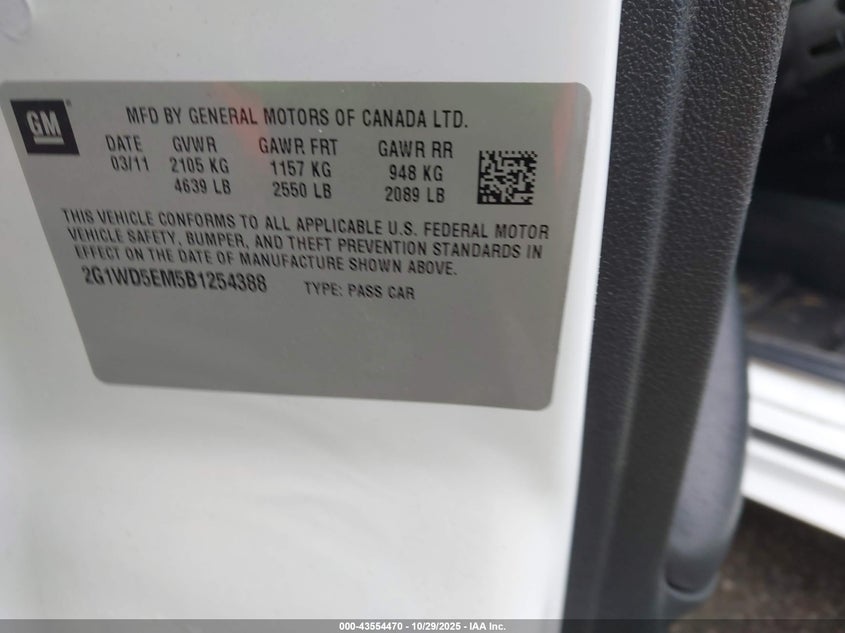 GM
MFD BY GENERAL MOTORS OF CANADA LTD.
DATE GVWR GAWR FRT GAWR RR
03/11 2105 KG 1157 KG 948 KG
4639 LB 2550 LB 2089 LB
THIS VEHICLE CONFORMS TO ALL APPLICABLE U.S. FEDERAL MOTOR
VEHICLE SAFETY, BUMPER, AND THEFT PREVENTION STANDARDS IN
EFFECT ON THE DATE OF MANUFACTURE SHOWN ABOVE.
2G1WD5EM5B1254388 TYPE: PASS CAR
000-43554470 - 10/29/2025 - IAA Inc.